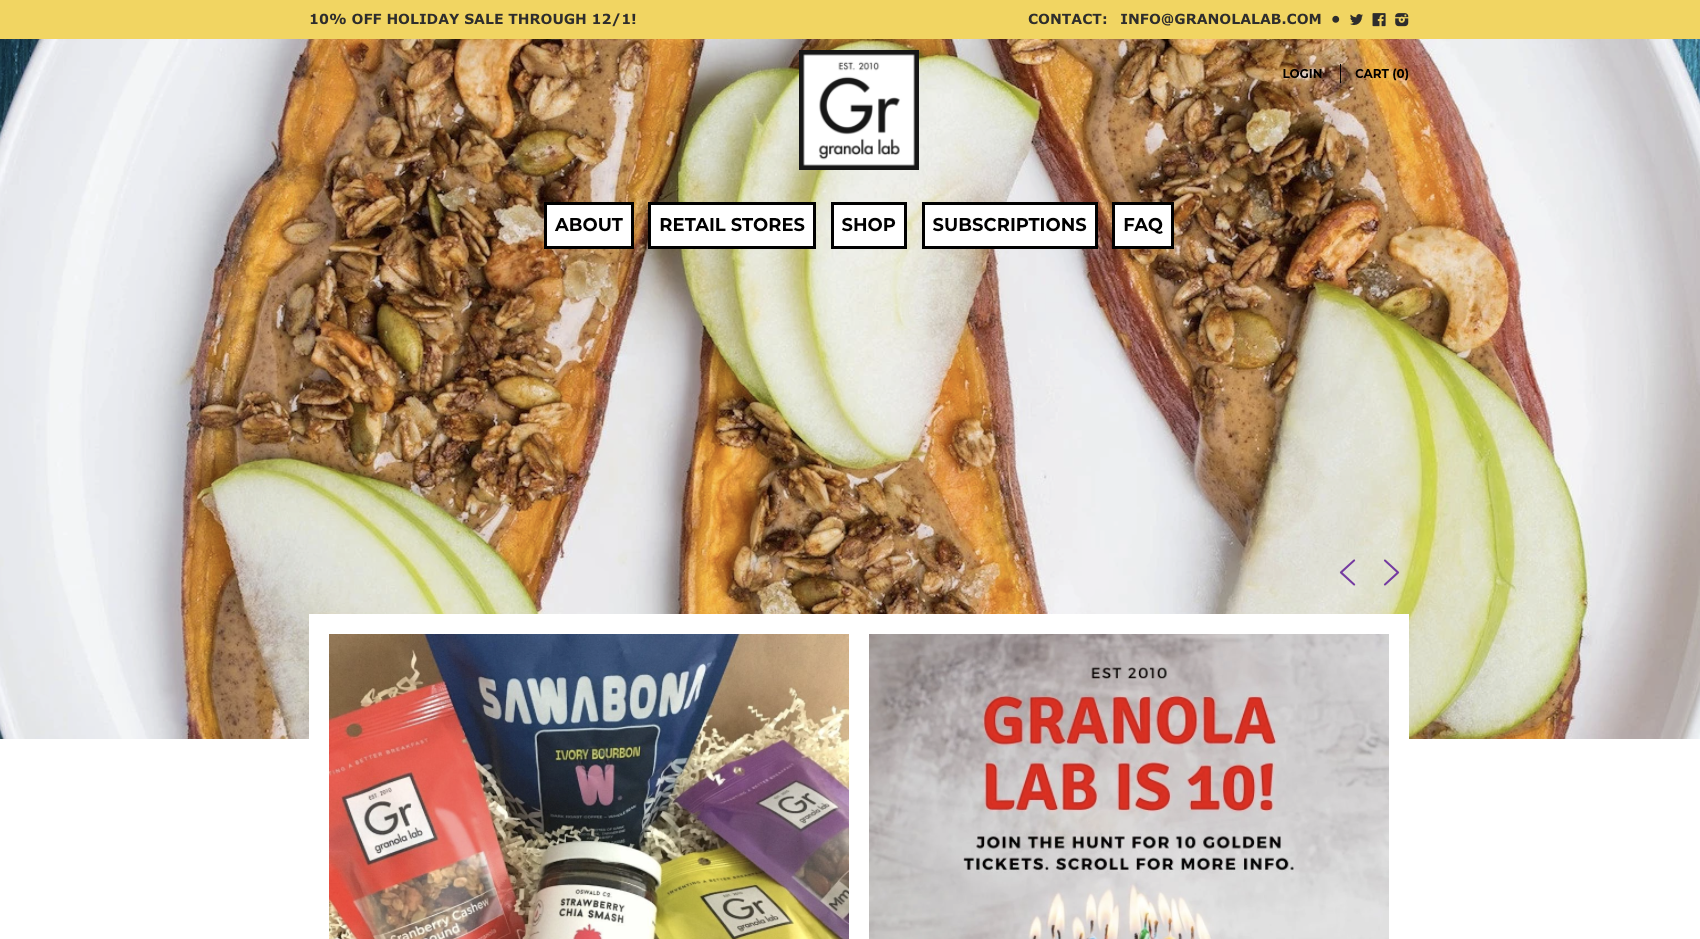 10% OFF HOLIDAY SALE THROUGH 12/1!
CONTACT: INFO@GRANOLALAB.COM
EST. 2010
Gr
granola lab
LOGIN
CART (0)
ABOUT
RETAIL STORES
SHOP
SUBSCRIPTIONS
FAQ
SAWABONA
IVORY BOURBON
W
EST. 2010
Gr
granola lab
Cranberry Cashew
OSWALD CO.
STRAWBERRY
CHIA SMASH
INVENTING A BETTER BREAKFAST
Gr
granola lab
Gr
granola lab
EST 2010
GRANOLA
LAB IS 10!
JOIN THE HUNT FOR 10 GOLDEN
TICKETS. SCROLL FOR MORE INFO.